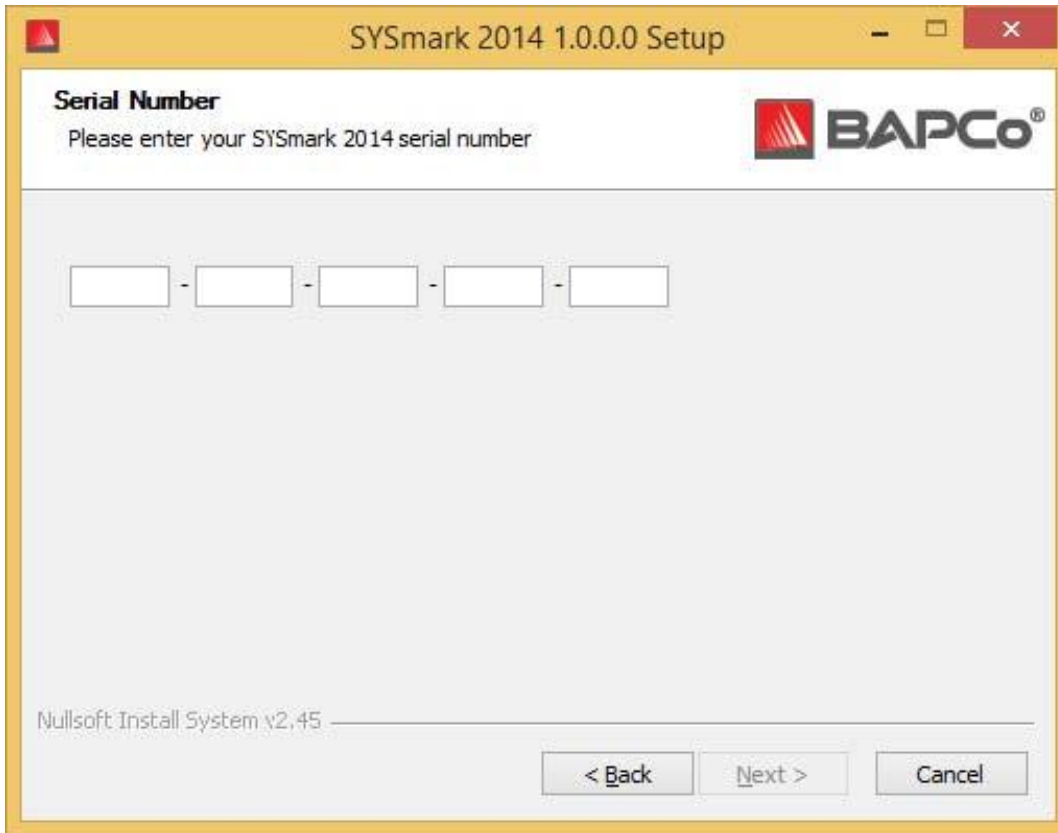 SYSmark 2014 1.0.0.0 Setup
Serial Number
Please enter your SYSmark 2014 serial number
BAPCo®
- - - -
Nullsoft Install System v2.45
< Back Next > Cancel